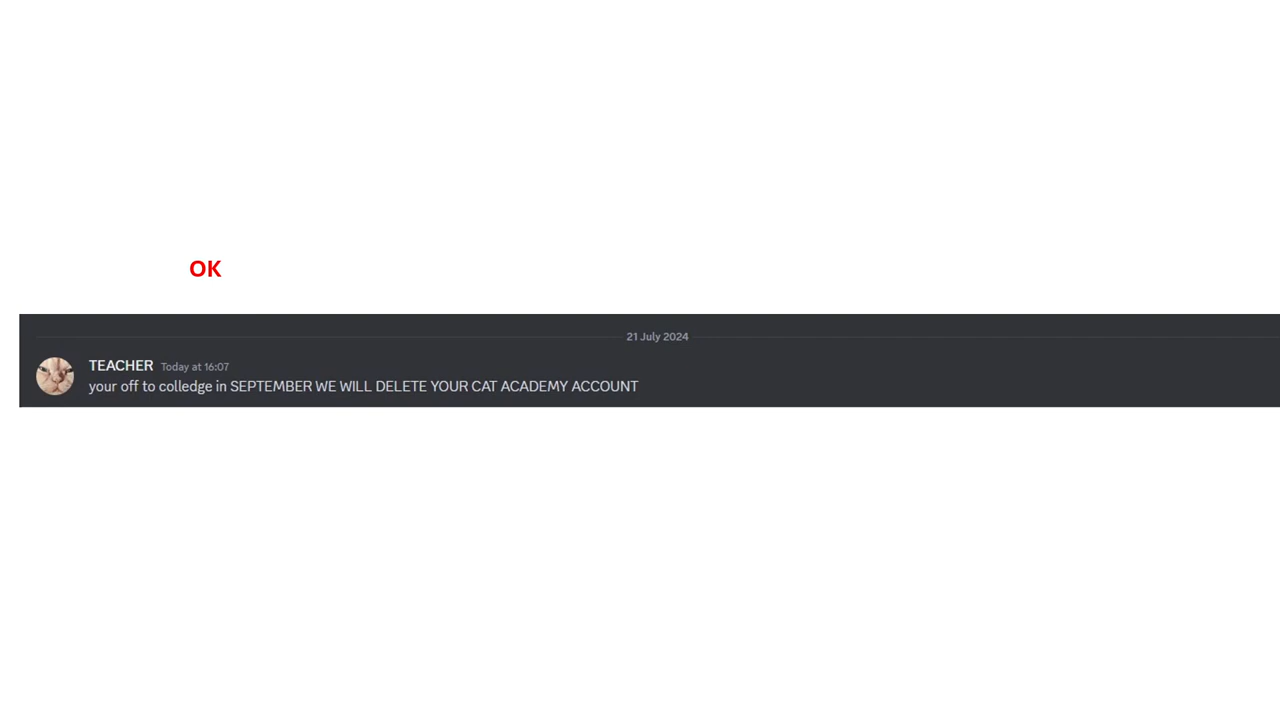 OK
21 July 2024
TEACHER Today at 16:07
your off to colledge in SEPTEMBER WE WILL DELETE YOUR CAT ACADEMY ACCOUNT